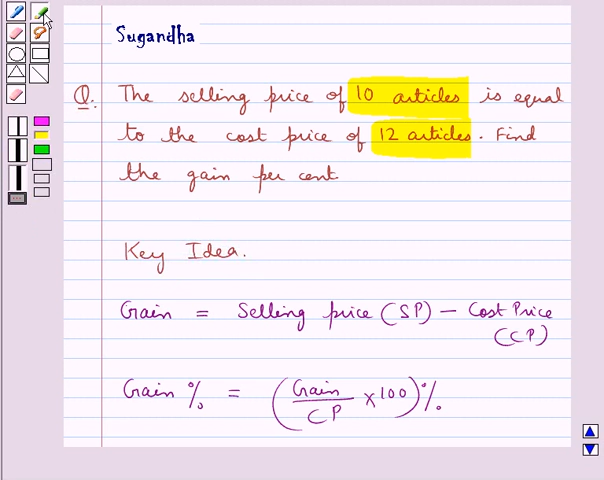 Sugandha
Q. The selling price of 10 articles is equal
to the cost price of 12 articles. Find
the gain per cent.
Key Idea.
Gain = Selling price (SP) – Cost Price
(CP)
Gain % = (Gain/CP × 100)%.